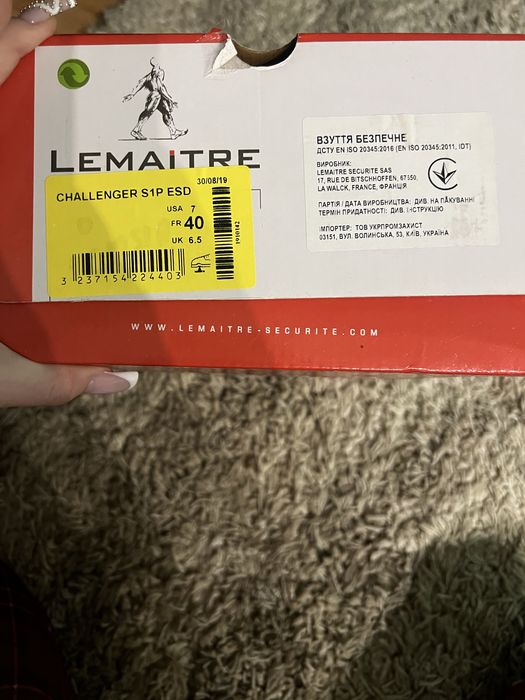 LEMAITRE
30/08/19
CHALLENGER S1P ESD
USA 7
FR 40
UK 6.5
3 237154 224403
WWW.LEMAITRE-SECURITE.COM
ВЗУТТЯ БЕЗПЕЧНЕ
ДСТУ EN ISO 20345:2016 (EN ISO 20345:2011, IDT)
ВИРОБНИК:
LEMAITRE SECURITE SAS
17, RUE DE BITSCHHOFFEN, 67350,
LA WALCK, FRANCE, ФРАНЦІЯ
ПАРТІЯ / ДАТА ВИРОБНИЦТВА: ДИВ. НА ПАКУВАННІ
ТЕРМІН ПРИДАТНОСТІ: ДИВ. ІНСТРУКЦІЮ
ІМПОРТЕР: ТОВ УКРПРОМЗАХИСТ
03151, ВУЛ. ВОЛИНСЬКА, 53, КИЇВ, УКРАЇНА